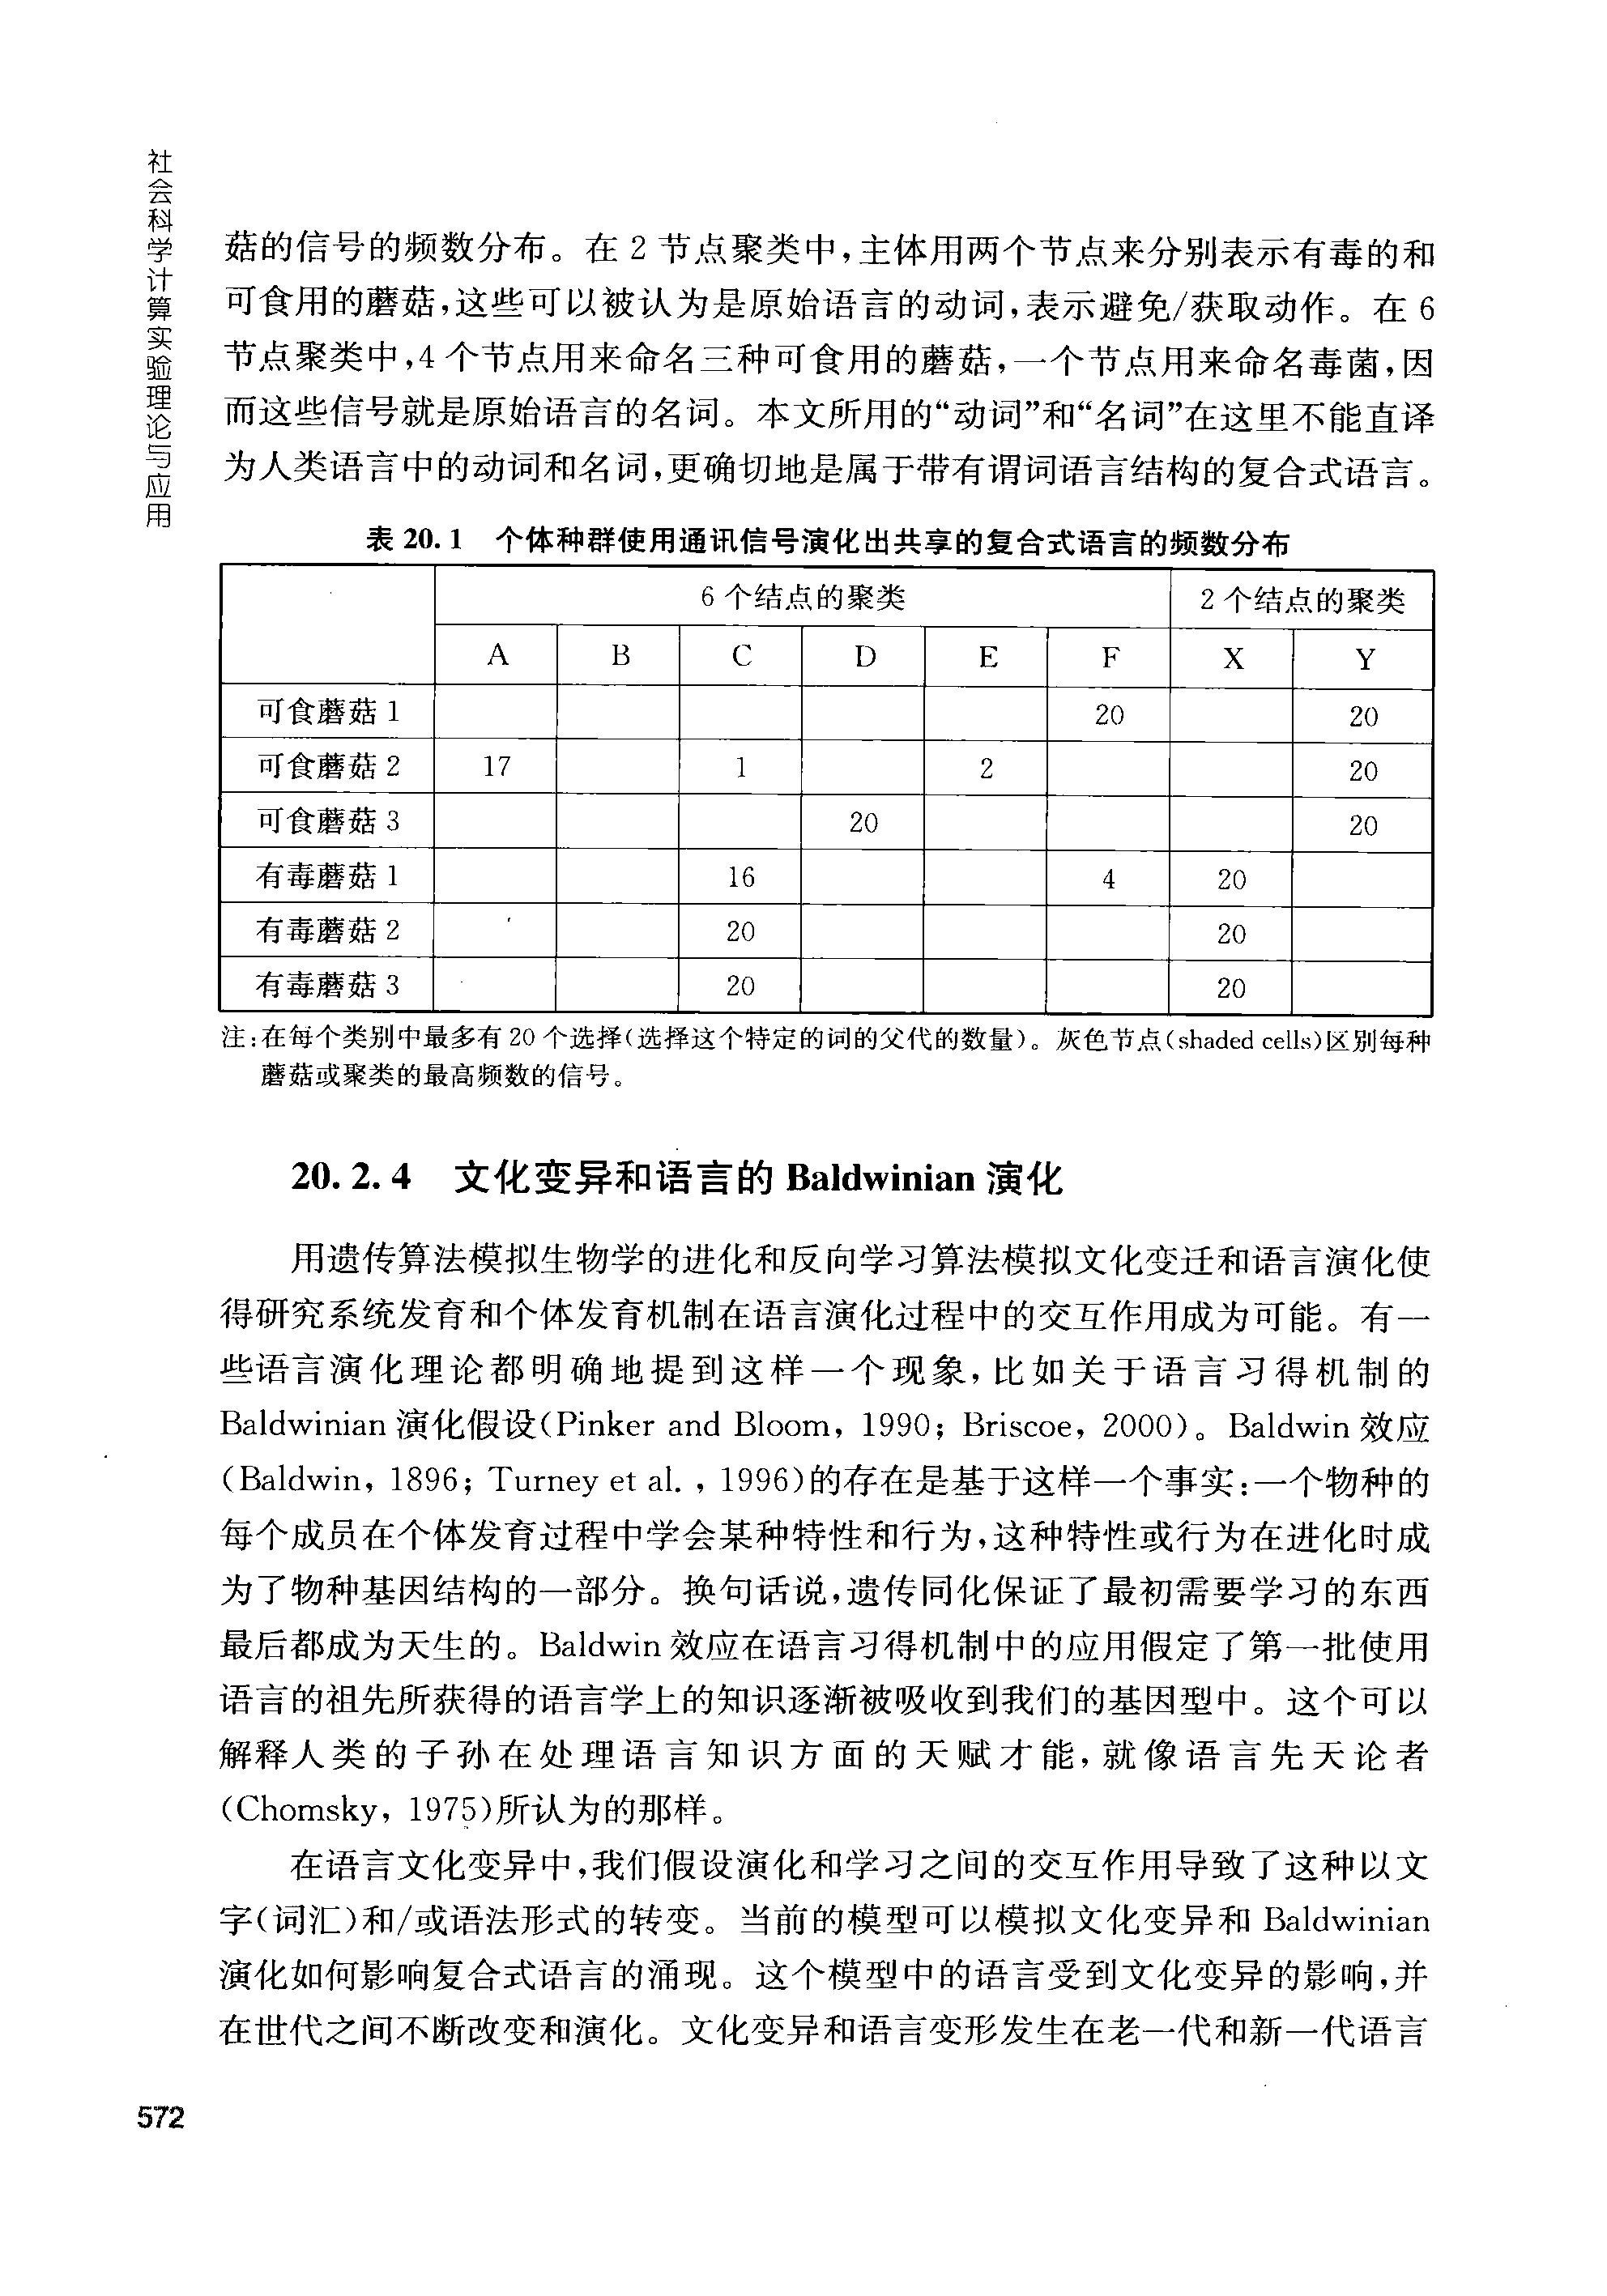 社会科学计算实验理论与应用
菇的信号的频数分布。在 2 节点聚类中,主体用两个节点来分别表示有毒的和
可食用的蘑菇,这些可以被认为是原始语言的动词,表示避免/获取动作。在 6
节点聚类中,4 个节点用来命名三种可食用的蘑菇,一个节点用来命名毒菌,因
而这些信号就是原始语言的名词。本文所用的“动词”和“名词”在这里不能直译
为人类语言中的动词和名词,更确切地是属于带有谓词语言结构的复合式语言。
表 20.1 个体种群使用通讯信号演化出共享的复合式语言的频数分布
6 个结点的聚类 2 个结点的聚类
A B C D E F X Y
可食蘑菇 1 20 20
可食蘑菇 2 17 1 2 20
可食蘑菇 3 20 20
有毒蘑菇 1 16 4 20
有毒蘑菇 2 20 20
有毒蘑菇 3 20 20
注:在每个类别中最多有 20 个选择(选择这个特定的词的父代的数量)。灰色节点(shaded cells)区别每种
蘑菇或聚类的最高频数的信号。
20.2.4 文化变异和语言的 Baldwinian 演化
用遗传算法模拟生物学的进化和反向学习算法模拟文化变迁和语言演化使
得研究系统发育和个体发育机制在语言演化过程中的交互作用成为可能。有一
些语言演化理论都明确地提到这样一个现象,比如关于语言习得机制的
Baldwinian 演化假设(Pinker and Bloom, 1990; Briscoe, 2000)。Baldwin 效应
(Baldwin, 1896; Turney et al. , 1996)的存在是基于这样一个事实:一个物种的
每个成员在个体发育过程中学会某种特性和行为,这种特性或行为在进化时成
为了物种基因结构的一部分。换句话说,遗传同化保证了最初需要学习的东西
最后都成为天生的。Baldwin 效应在语言习得机制中的应用假定了第一批使用
语言的祖先所获得的语言学上的知识逐渐被吸收到我们的基因型中。这个可以
解释人类的子孙在处理语言知识方面的天赋才能,就像语言先天论者
(Chomsky, 1975)所认为的那样。
在语言文化变异中,我们假设演化和学习之间的交互作用导致了这种以文
字(词汇)和/或语法形式的转变。当前的模型可以模拟文化变异和 Baldwinian
演化如何影响复合式语言的涌现。这个模型中的语言受到文化变异的影响,并
在世代之间不断改变和演化。文化变异和语言变形发生在老一代和新一代语言
572